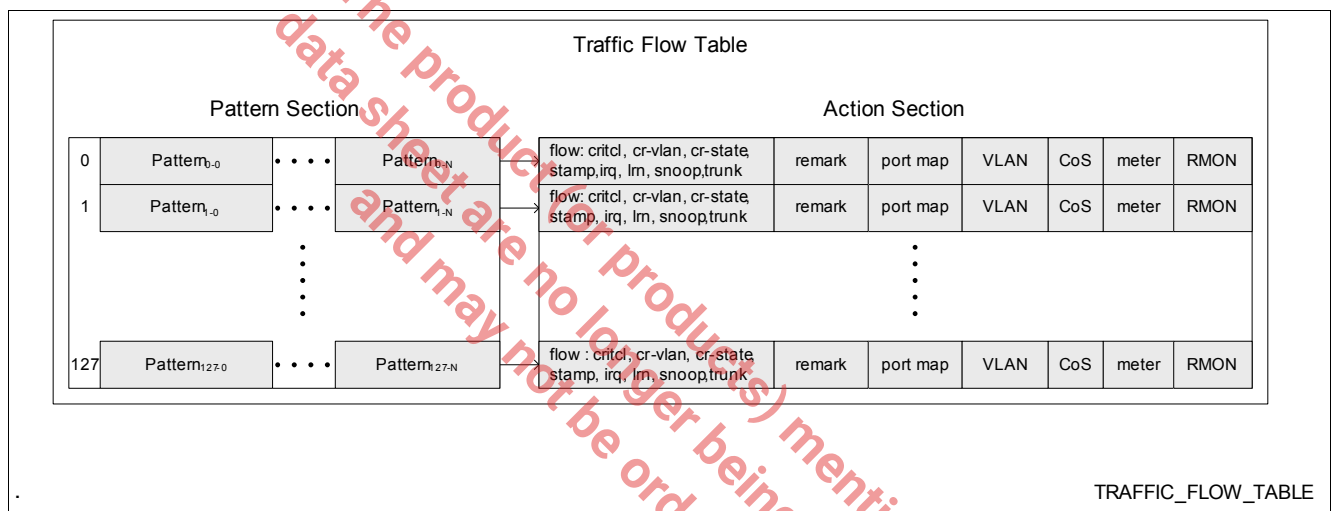 Traffic Flow Table
Pattern Section
Action Section
0 Pattern0-0 • • • • Pattern0-N flow: critcl, cr-vlan, cr-state, remark port map VLAN CoS meter RMON
stamp,irq, lrn, snoop,trunk
1 Pattern1-0 • • • • Pattern1-N flow: critcl, cr-vlan, cr-state, remark port map VLAN CoS meter RMON
stamp, irq, lrn, snoop,trunk
127 Pattern127-0 • • • • Pattern127-N flow : critcl, cr-vlan, cr-state remark port map VLAN CoS meter RMON
stamp, irq, lrn, snoop,trunk
.
TRAFFIC_FLOW_TABLE
he product (or products) menti
data sheet are no longer being
and may not be ord